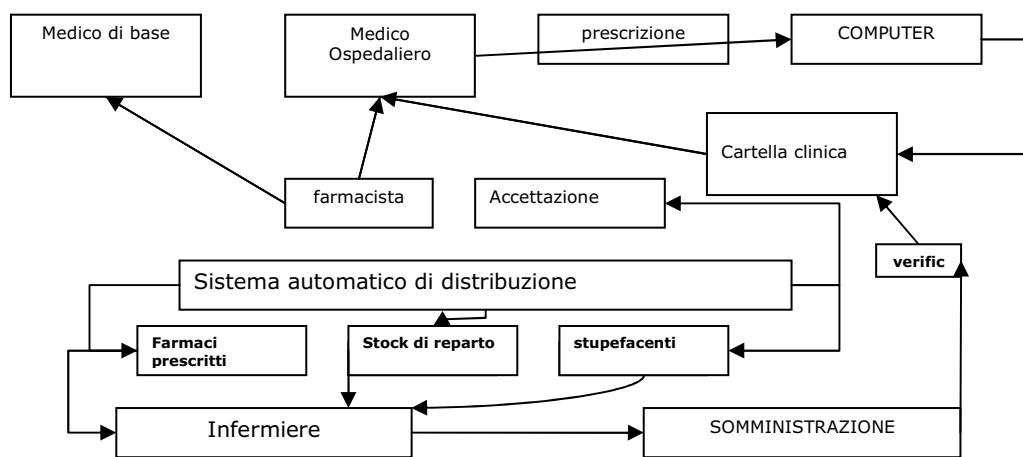 Medico di base
Medico
Ospedaliero
prescrizione
COMPUTER
Cartella clinica
farmacista
Accettazione
verific
Sistema automatico di distribuzione
Farmaci
prescritti
Stock di reparto
stupefacenti
Infermiere
SOMMINISTRAZIONE